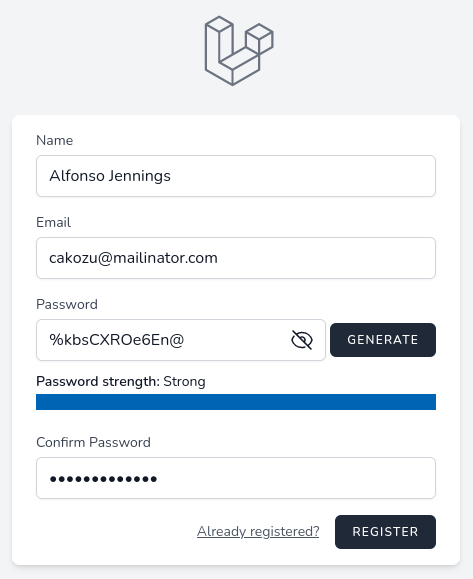 Name
Alfonso Jennings
Email
cakozu@mailinator.com
Password
%kbsCXROe6En@ GENERATE
Password strength: Strong
Confirm Password
•••••••••••••
Already registered? REGISTER